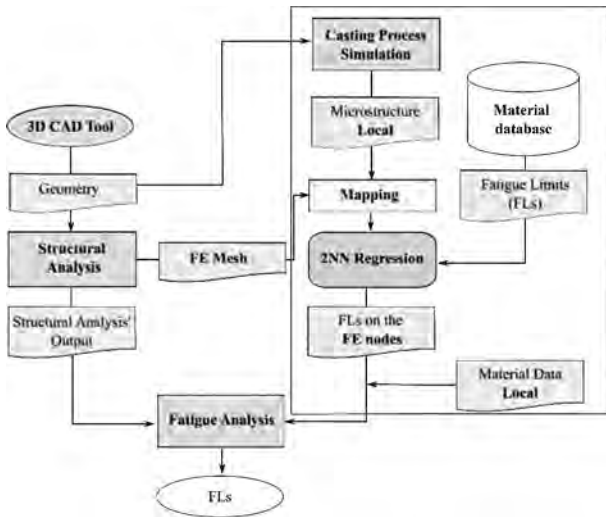 Casting Process
Simulation
Microstructure
Local
Material
database
3D CAD Tool
Geometry
Mapping
Fatigue Limits
(FLs)
Structural
Analysis
FE Mesh
2NN Regression
Structural Analysis'
Output
FLs on the
FE nodes
Material Data
Local
Fatigue Analysis
FLs